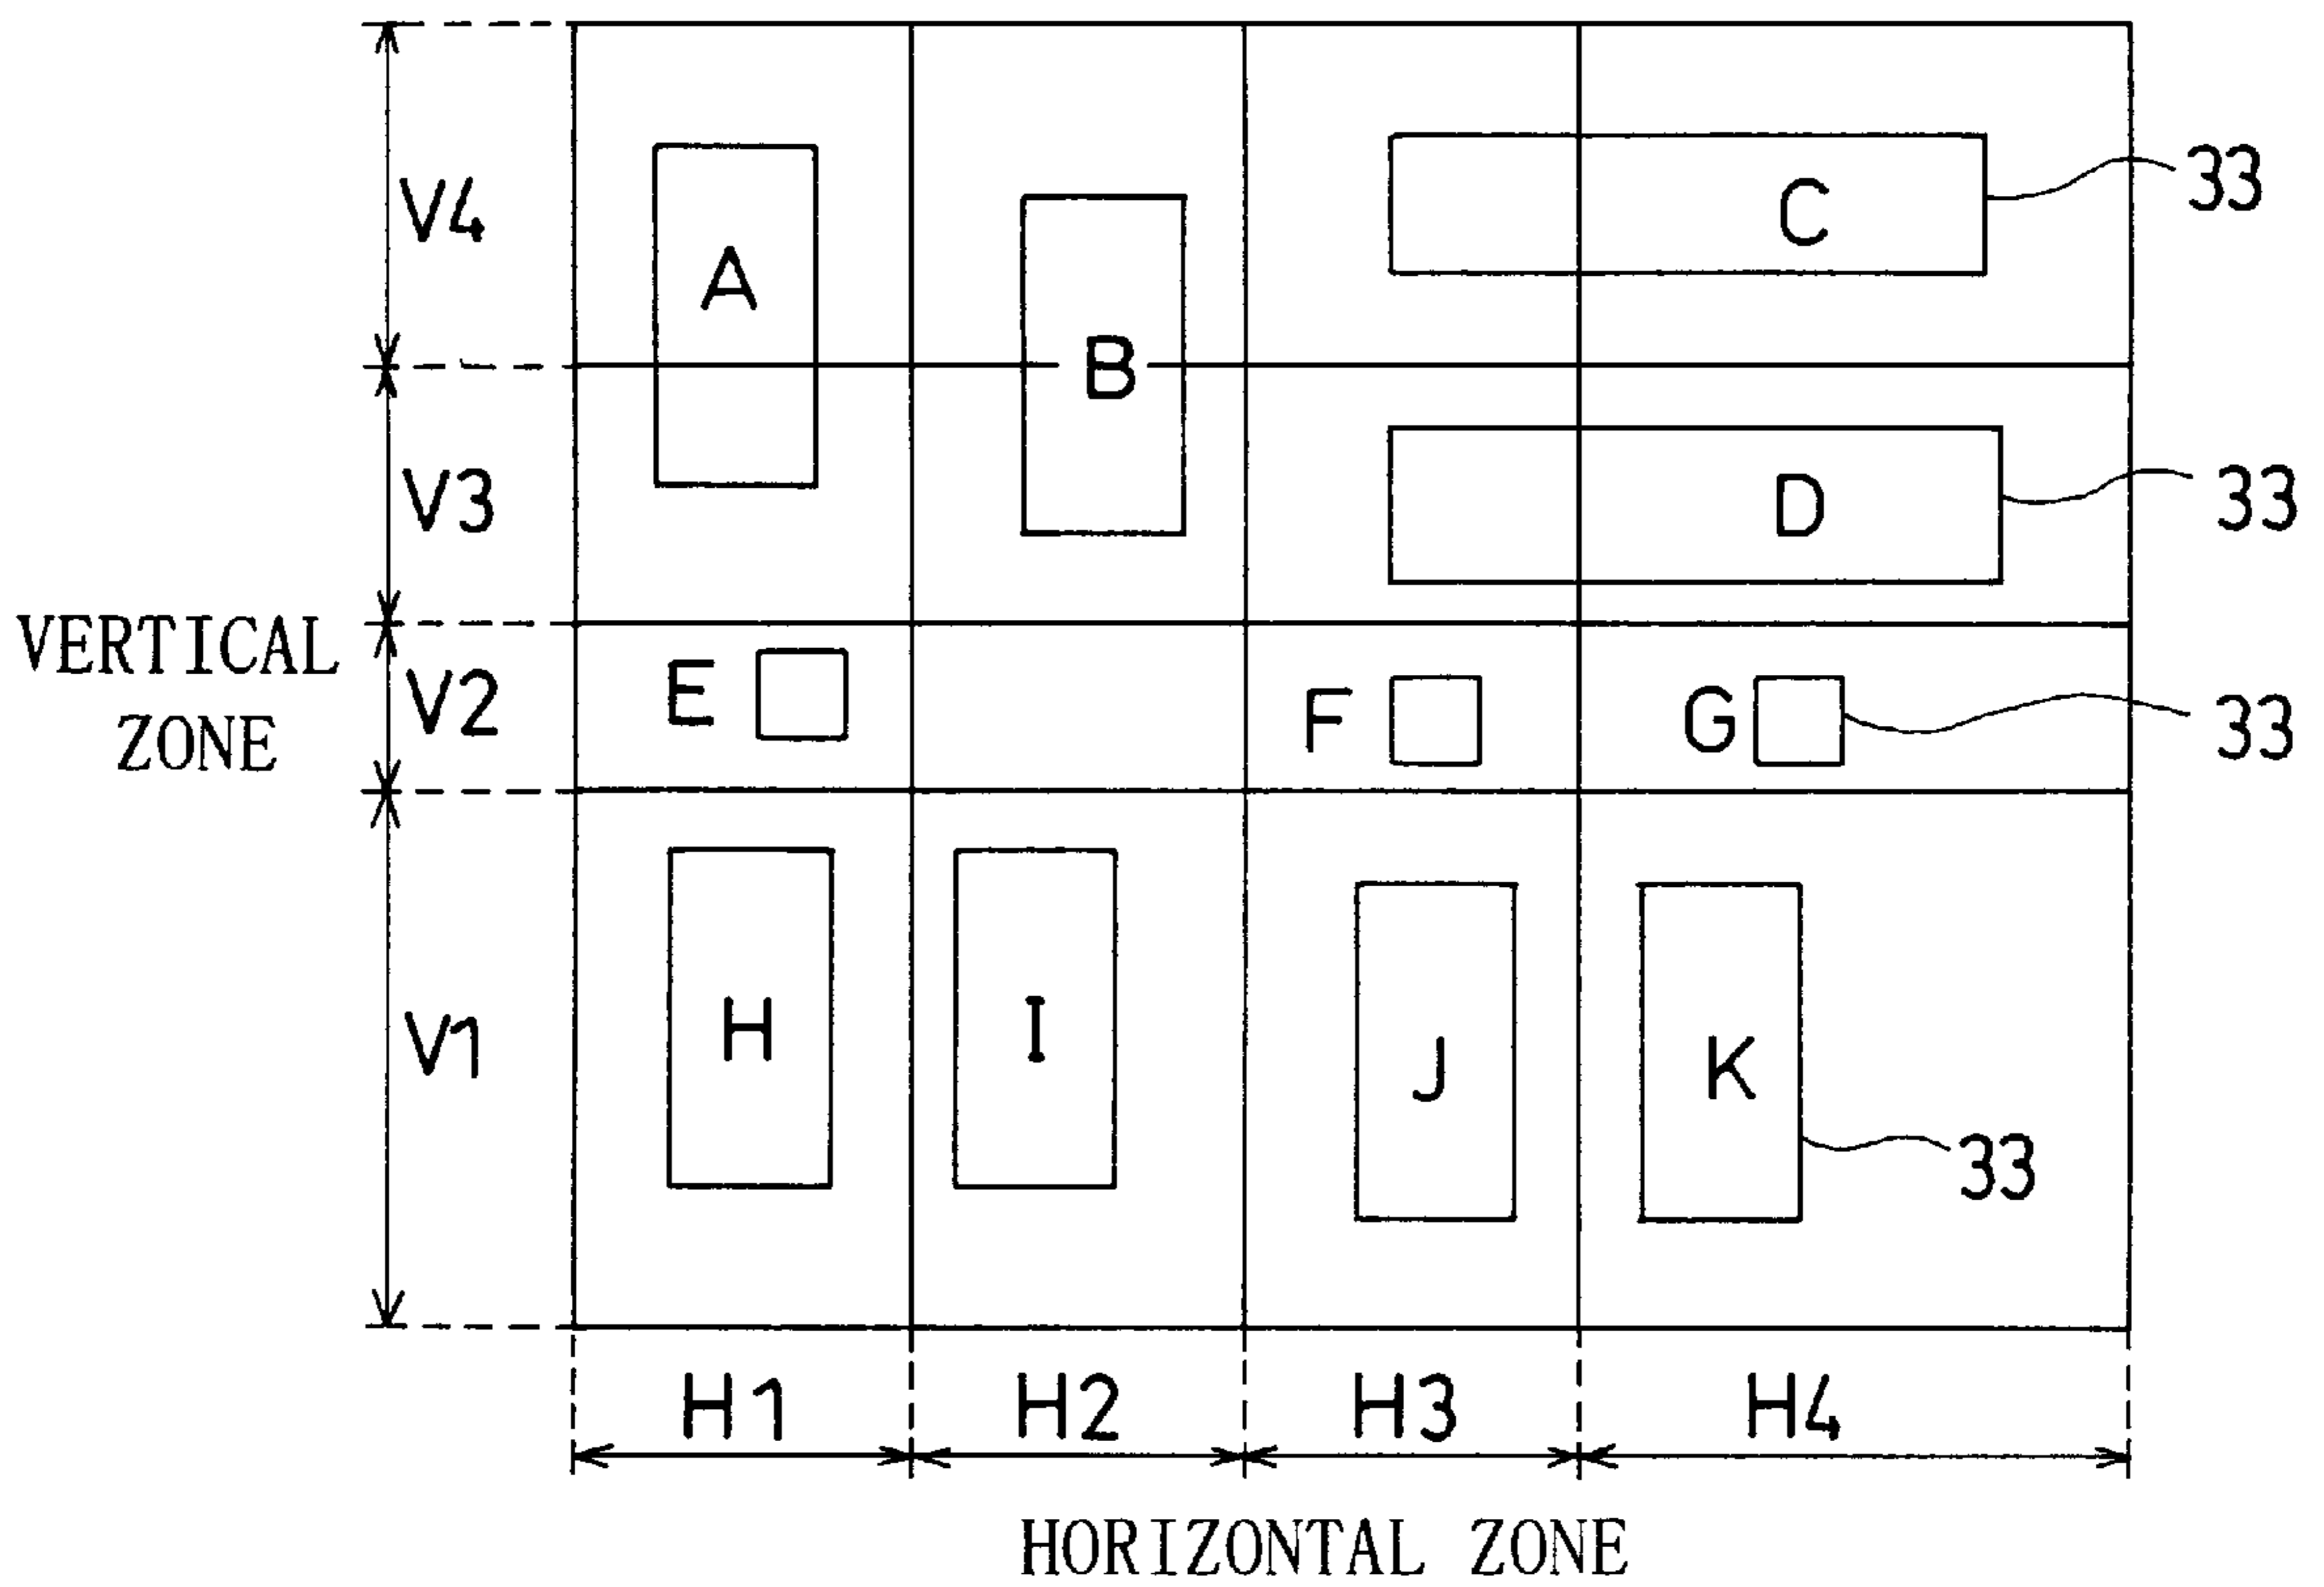 V4
A
C
33
B
V3
D
33
VERTICAL
ZONE
V2
E
F
G
33
V1
H
I
J
K
33
H1
H2
H3
H4
HORIZONTAL ZONE